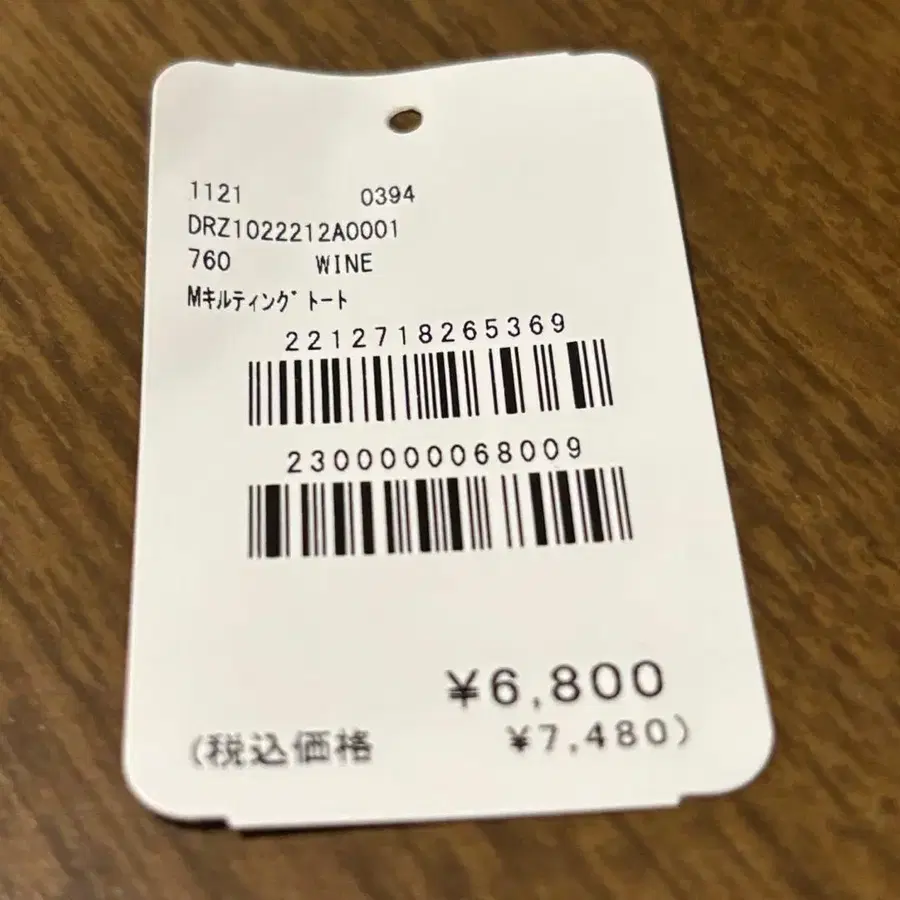 1121 0394
DRZ1022212A0001
760 WINE
Mｷﾙﾃｨﾝｸﾞ ﾄｰﾄ
2212718265369
2300000068009
¥6,800
(税込価格 ¥7,480)